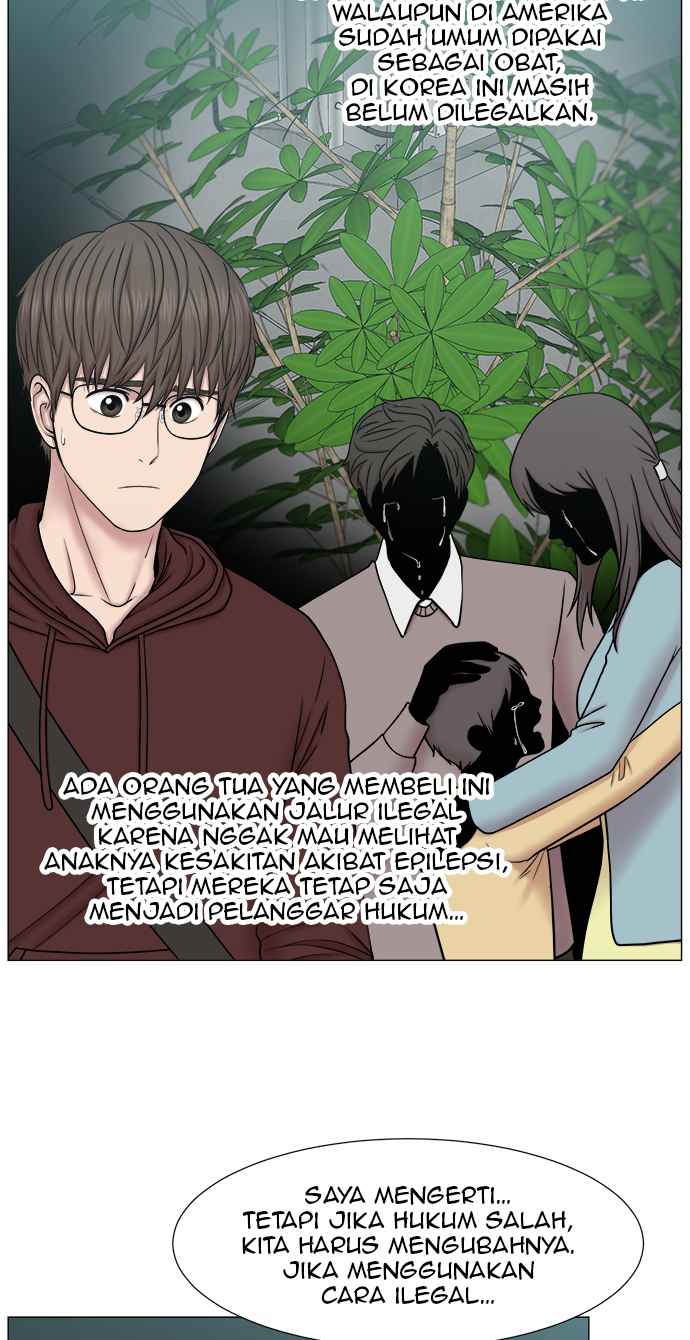 WALAUPUN DI AMERIKA
SUDAH UMUM DIPAKAI
SEBAGAI OBAT,
DI KOREA INI MASIH
BELUM DILEGALKAN.
ADA ORANG TUA YANG MEMBELI INI
MENGGUNAKAN JALUR ILEGAL
KARENA NGGAK MAU MELIHAT
ANAKNYA KESAKITAN AKIBAT EPILEPSI,
TETAPI MEREKA TETAP SAJA
MENJADI PELANGGAR HUKUM...
SAYA MENGERTI...
TETAPI JIKA HUKUM SALAH,
KITA HARUS MENGUBAHNYA.
JIKA MENGGUNAKAN
CARA ILEGAL...